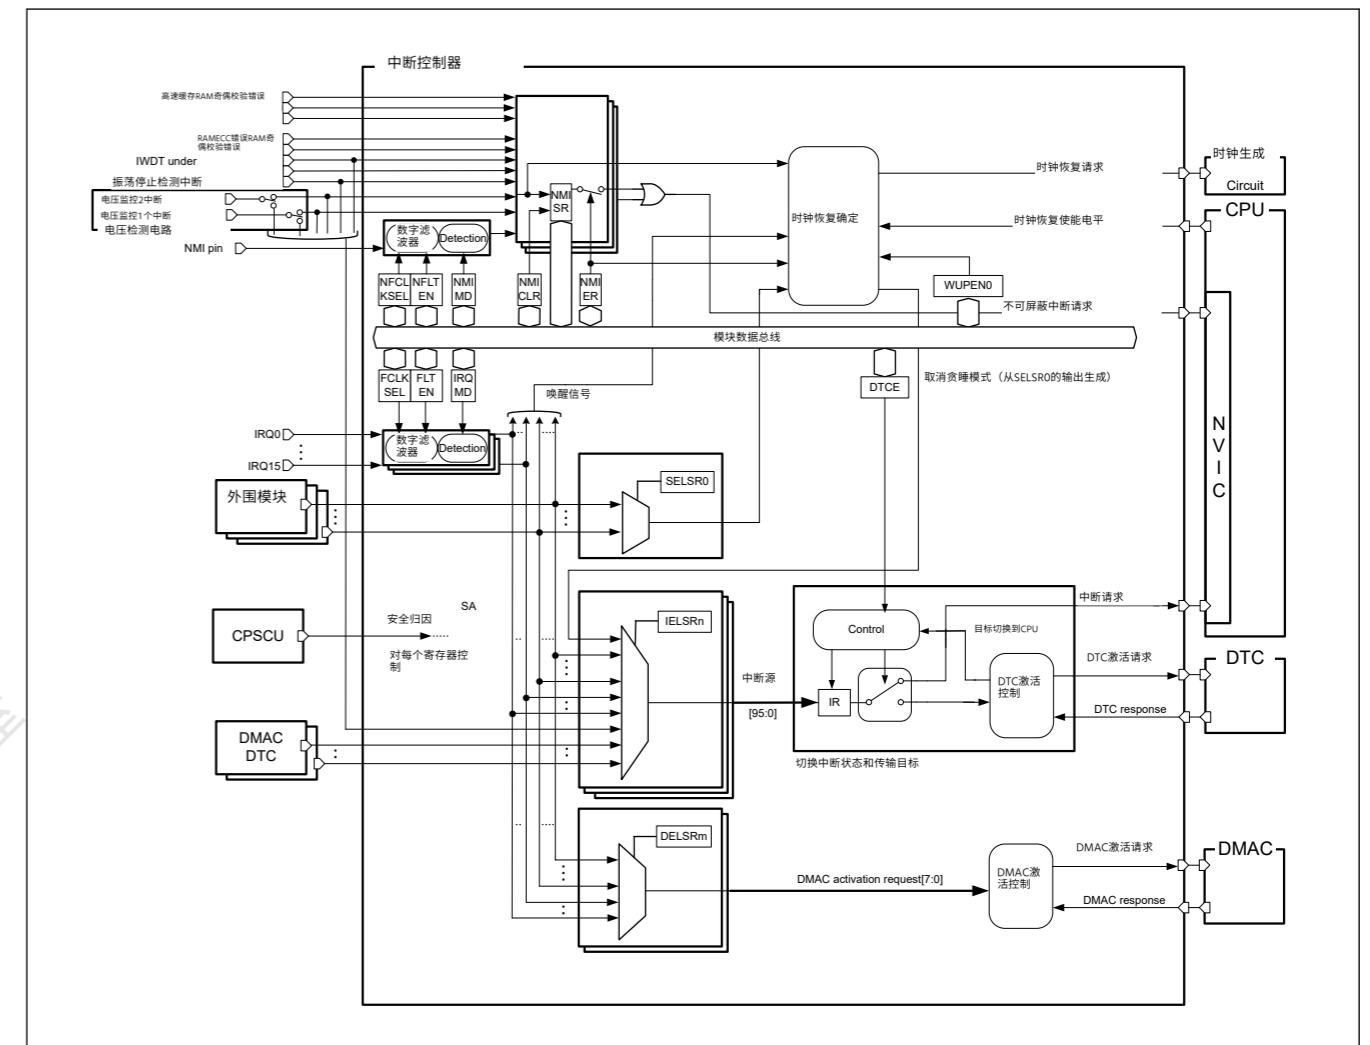 中断控制器
高速缓存RAM奇偶校验错误
RAMECC错误RAM奇
偶校验错误
IWDT under
振荡停止检测中断
电压监控2中断
电压监控1个中断
电压检测电路
NMI pin
数字滤
波器
Detection
NMI
SR
NFCL
KSEL
NFLT
EN
NMI
MD
NMI
CLR
NMI
ER
时钟恢复确定
时钟恢复请求
时钟恢复使能电平
WUPEN0
不可屏蔽中断请求
时钟生成
Circuit
CPU
NVIC
模块数据总线
FCLK
SEL
FLT
EN
IRQ
MD
唤醒信号
DTCE
取消贪睡模式（从SELSR0的输出生成）
IRQ0
IRQ15
数字滤
波器
Detection
外围模块
SELSR0
CPSCU
安全归因
SA
对每个寄存器控
制
IELSRn
中断源
[95:0]
Control
IR
目标切换到CPU
DTC激活
控制
中断请求
DTC激活请求
DTC response
DTC
切换中断状态和传输目标
DMAC
DTC
DELSRm
DMAC activation request[7:0]
DMAC激
活控制
DMAC激活请求
DMAC response
DMAC